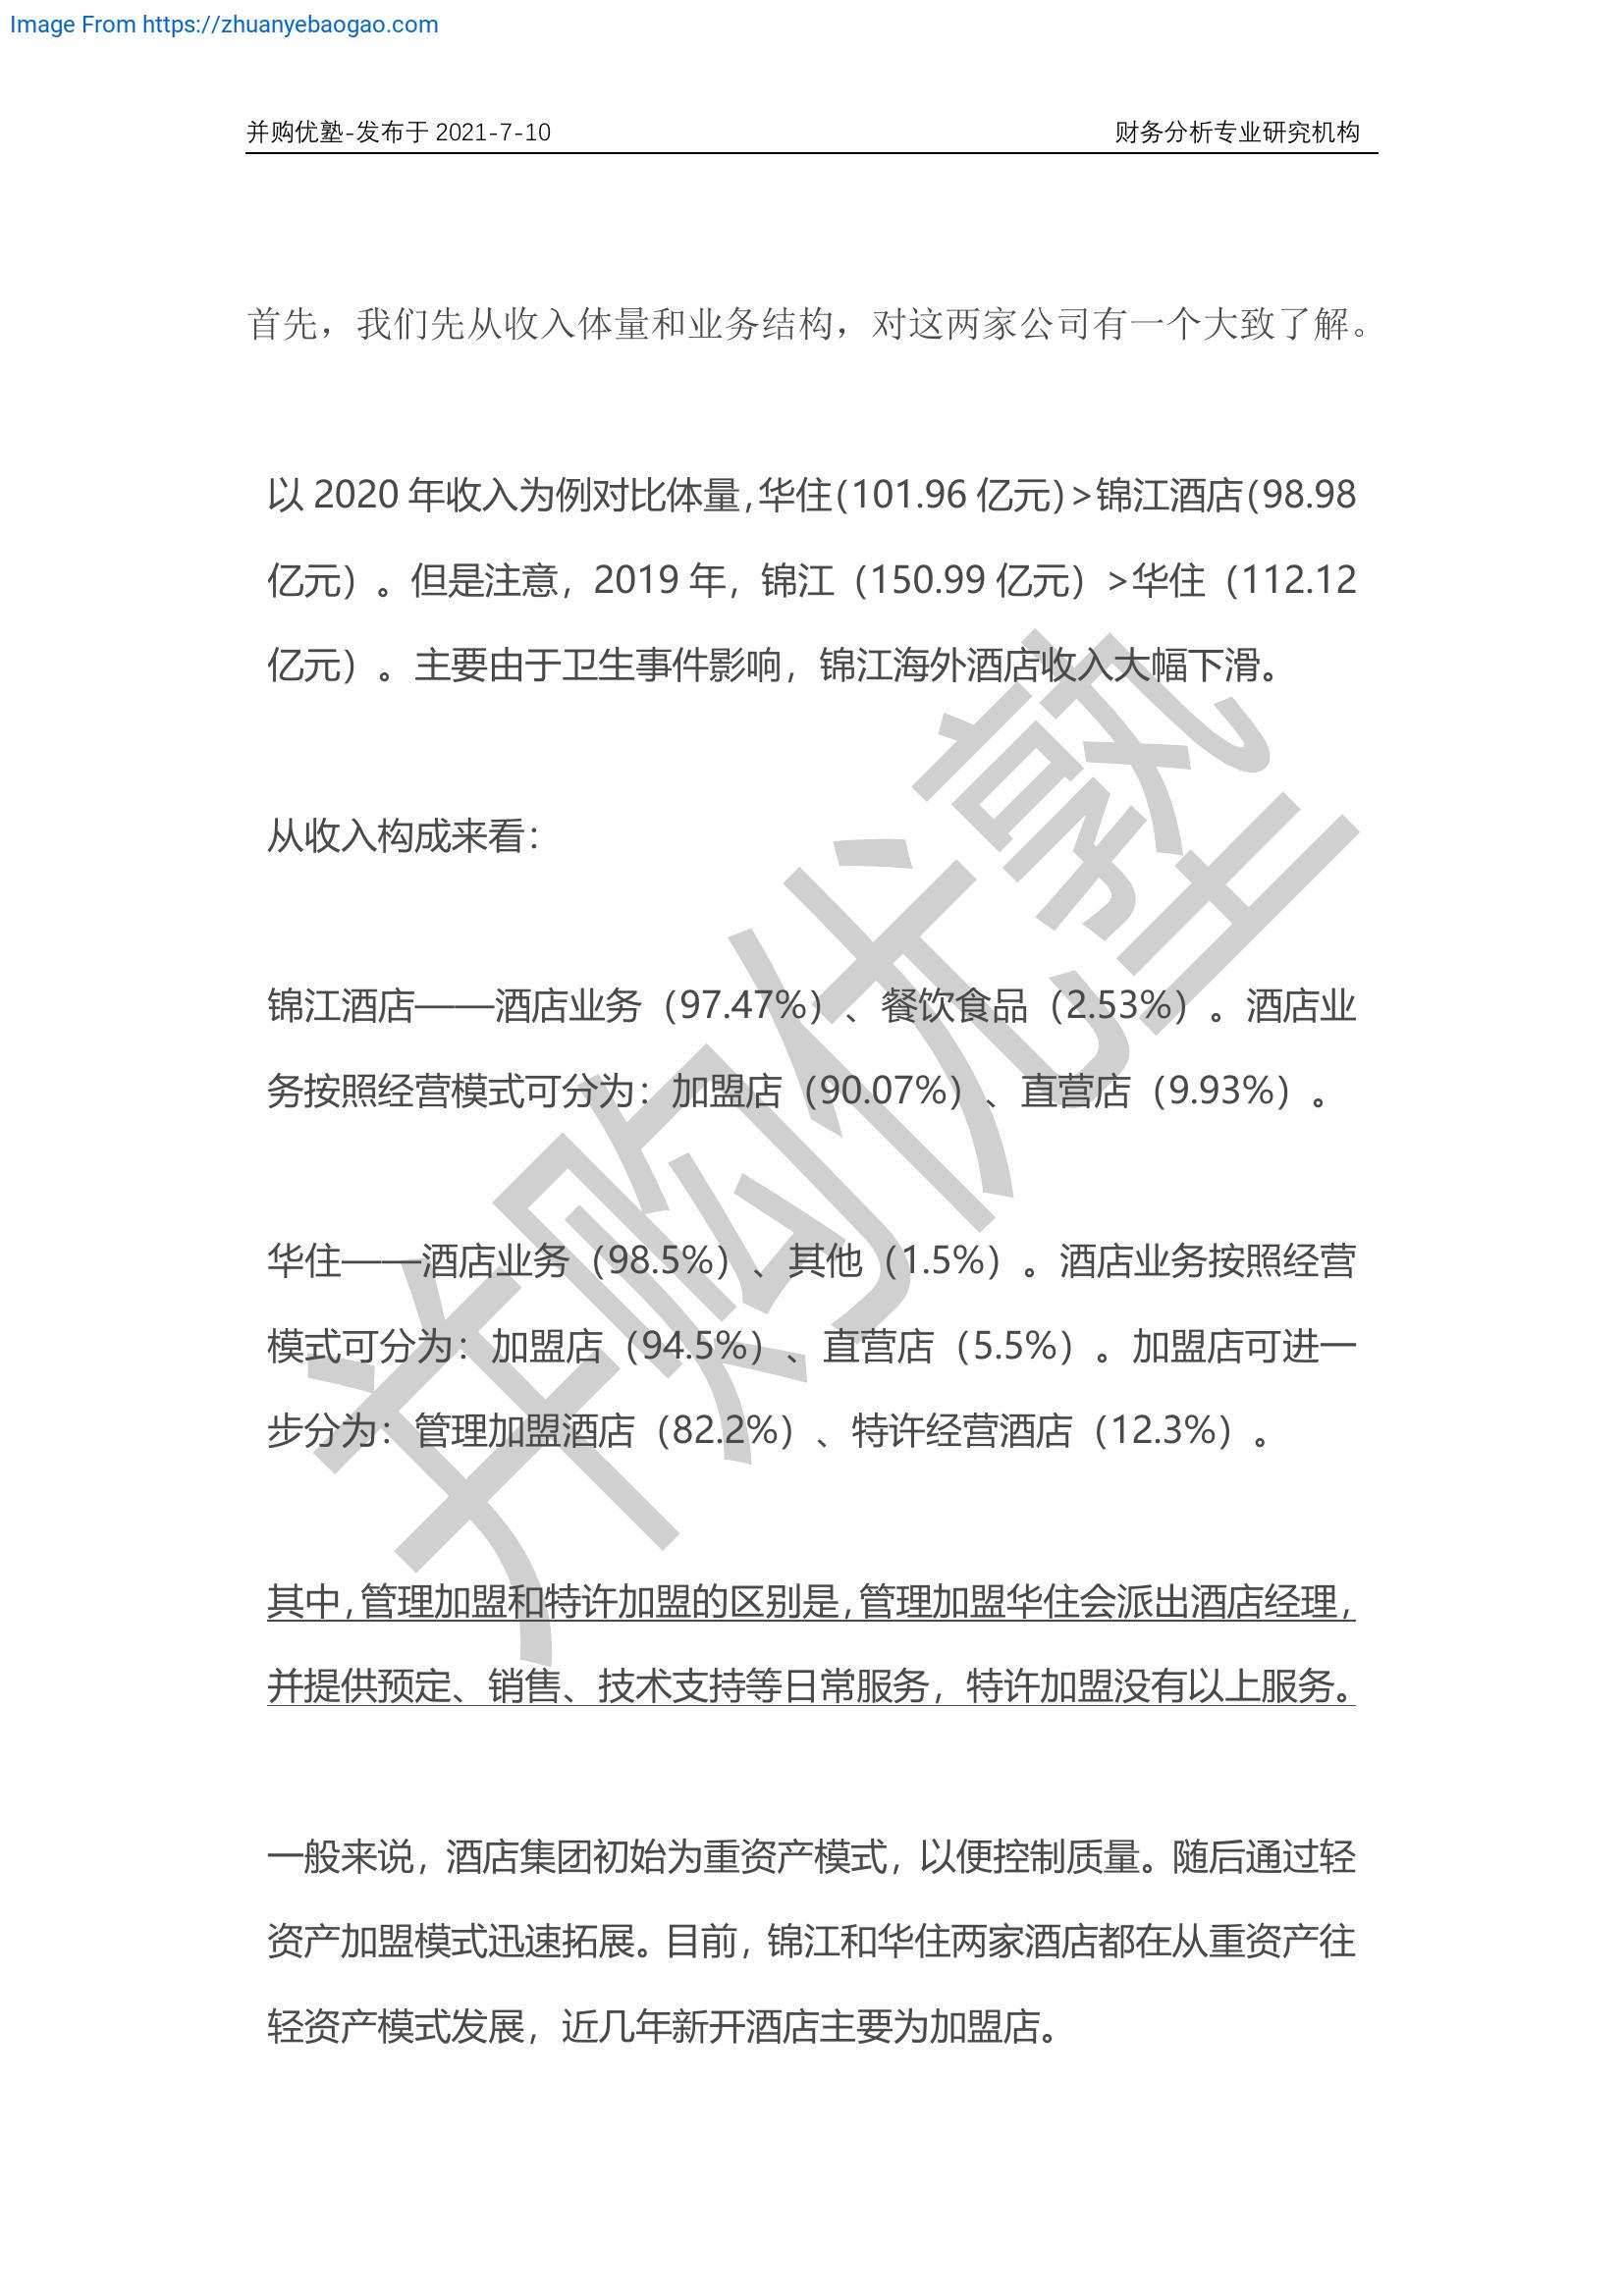 Image From https://zhuanyebaogao.com
并购优塾-发布于 2021-7-10 财务分析专业研究机构
首先，我们先从收入体量和业务结构，对这两家公司有一个大致了解。
以 2020 年收入为例对比体量，华住（101.96 亿元）>锦江酒店（98.98
亿元）。但是注意，2019 年，锦江（150.99 亿元）>华住（112.12
亿元）。主要由于卫生事件影响，锦江海外酒店收入大幅下滑。
从收入构成来看：
锦江酒店——酒店业务（97.47%）、餐饮食品（2.53%）。酒店业
务按照经营模式可分为：加盟店（90.07%）、直营店（9.93%）。
华住——酒店业务（98.5%）、其他（1.5%）。酒店业务按照经营
模式可分为：加盟店（94.5%）、直营店（5.5%）。加盟店可进一
步分为：管理加盟酒店（82.2%）、特许经营酒店（12.3%）。
其中，管理加盟和特许加盟的区别是，管理加盟华住会派出酒店经理，
并提供预定、销售、技术支持等日常服务，特许加盟没有以上服务。
一般来说，酒店集团初始为重资产模式，以便控制质量。随后通过轻
资产加盟模式迅速拓展。目前，锦江和华住两家酒店都在从重资产往
轻资产模式发展，近几年新开酒店主要为加盟店。
并购优塾